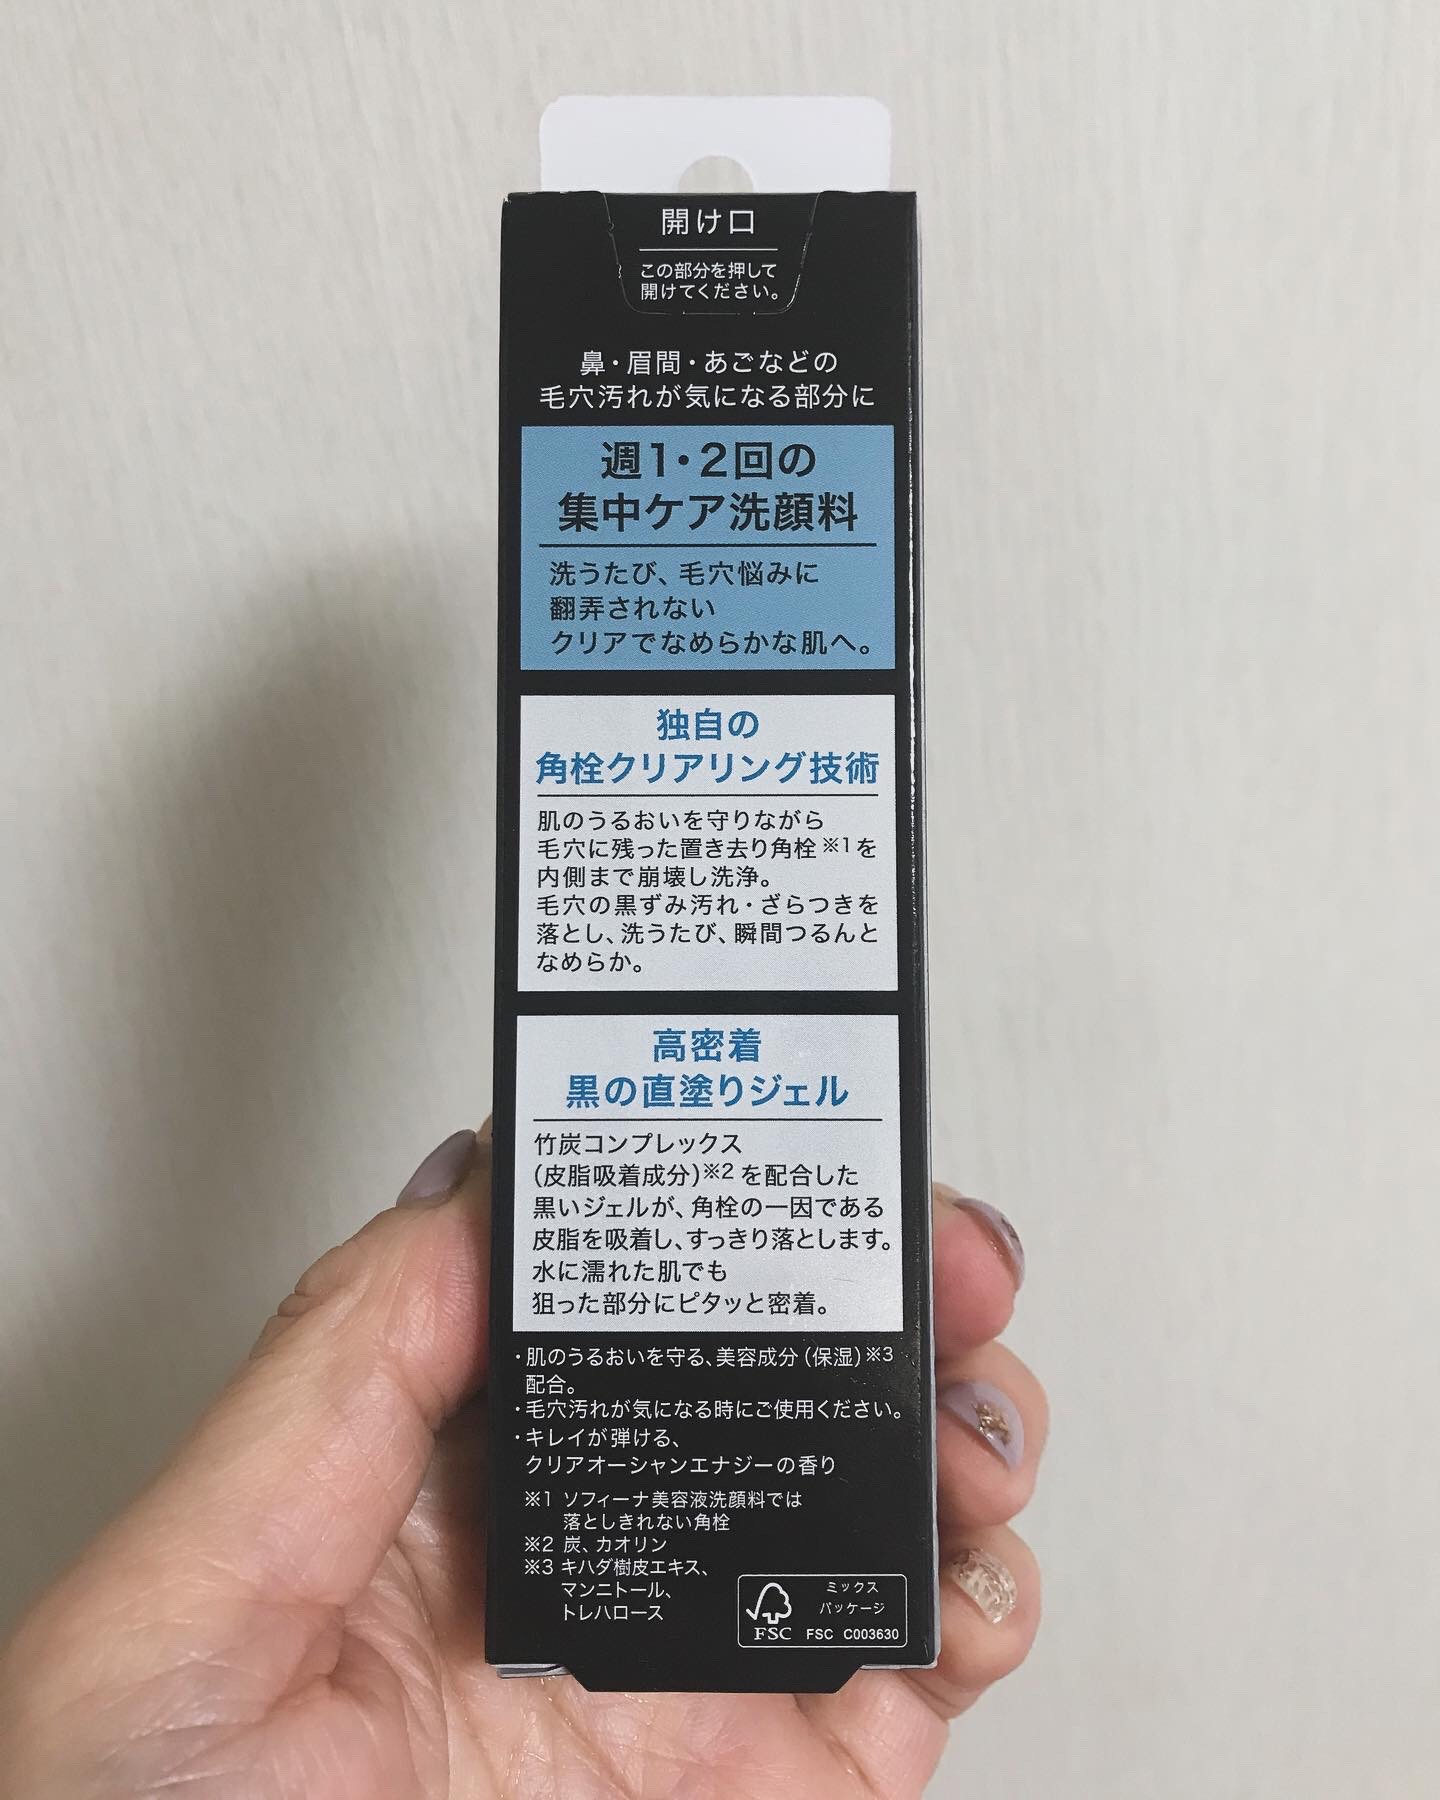 開け口
この部分を押して
開けてください。
鼻・眉間・あごなどの
毛穴汚れが気になる部分に
週1・2回の
集中ケア洗顔料
洗うたび、毛穴悩みに
翻弄されない
クリアでなめらかな肌へ。
独自の
角栓クリアリング技術
肌のうるおいを守りながら
毛穴に残った置き去り角栓※1を
内側まで崩壊し洗浄。
毛穴の黒ずみ汚れ・ざらつきを
落とし、洗うたび、瞬間つるんと
なめらか。
高密着
黒の直塗りジェル
竹炭コンプレックス
(皮脂吸着成分)※2を配合した
黒いジェルが、角栓の一因である
皮脂を吸着し、すっきり落とします。
水に濡れた肌でも
狙った部分にピタッと密着。
・肌のうるおいを守る、美容成分(保湿)※3
配合。
・毛穴汚れが気になる時にご使用ください。
・キレイが弾ける、
クリアオーシャンエナジーの香り
※1 ソフィーナ美容液洗顔料では
落としきれない角栓
※2 炭、カオリン
※3 キハダ樹皮エキス、
マンニトール、
トレハロース
ミックス
パッケージ
FSC FSC C003630